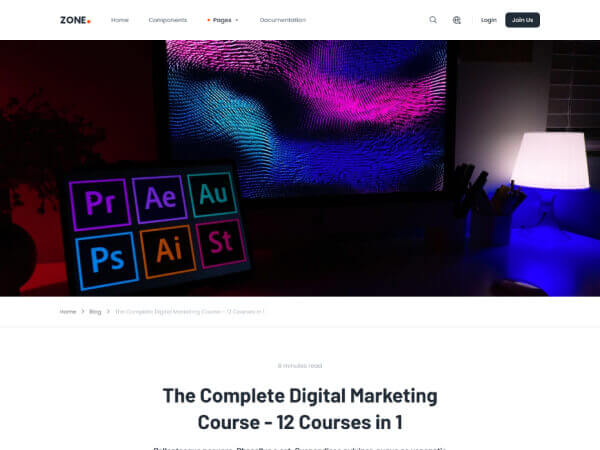 ZONE.
Home
Components
Pages
Documentation
Login
Join Us
Pr
Ae
Au
Ps
Ai
St
Home > Blog > The Complete Digital Marketing Course - 12 Courses in 1
8 minutes read
The Complete Digital Marketing
Course - 12 Courses in 1